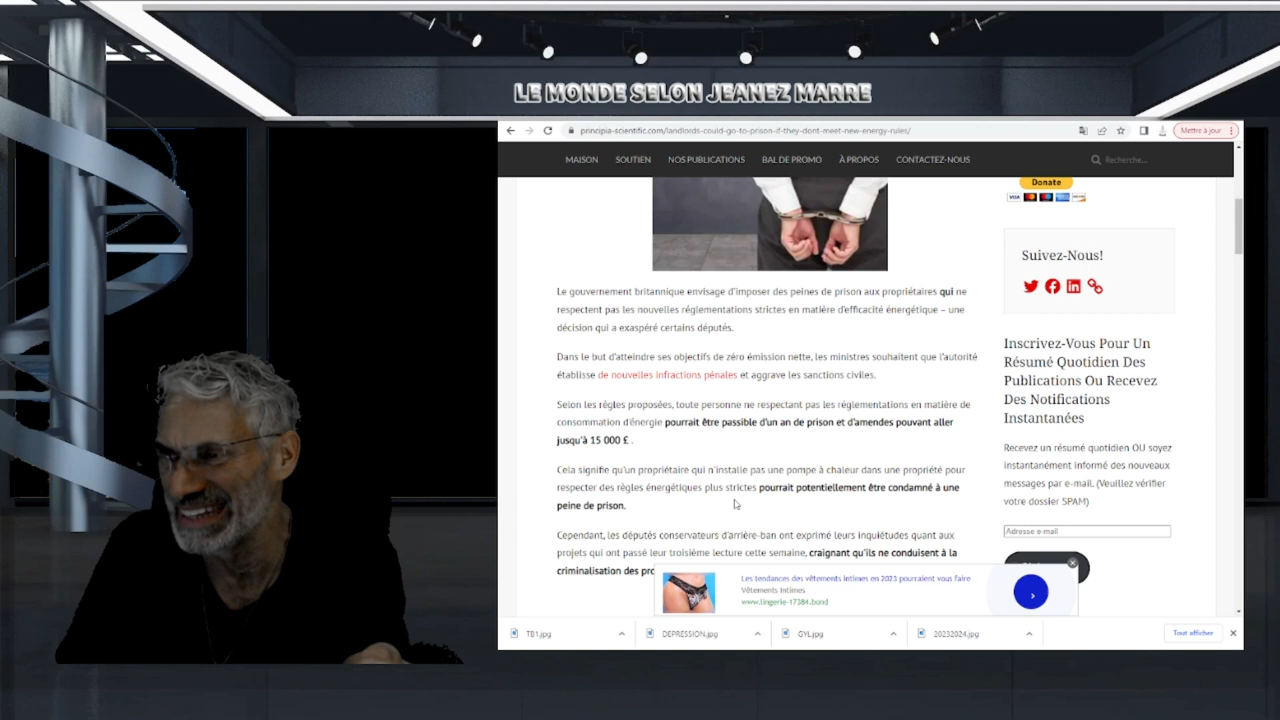 LE MONDE SELON JEANEZ MARRE
principia-scientific.com/landlords-could-go-to-prison-if-they-dont-meet-new-energy-rules/
Mettre à jour
MAISON SOUTIEN NOS PUBLICATIONS BAL DE PROMO À PROPOS CONTACTEZ-NOUS
Recherche...
Donate
VISA
Suivez-Nous!
Le gouvernement britannique envisage d'imposer des peines de prison aux propriétaires qui ne
respectent pas les nouvelles réglementations strictes en matière d'efficacité énergétique – une
décision qui a exaspéré certains députés.
Dans le but d'atteindre ses objectifs de zéro émission nette, les ministres souhaitent que l'autorité
établisse de nouvelles infractions pénales et aggrave les sanctions civiles.
Selon les règles proposées, toute personne ne respectant pas les réglementations en matière de
consommation d'énergie pourrait être passible d'un an de prison et d'amendes pouvant aller
jusqu'à 15 000 £ .
Cela signifie qu'un propriétaire qui n'installe pas une pompe à chaleur dans une propriété pour
respecter des règles énergétiques plus strictes pourrait potentiellement être condamné à une
peine de prison.
Cependant, les députés conservateurs d'arrière-ban ont exprimé leurs inquiétudes quant aux
projets qui ont passé leur troisième lecture cette semaine, craignant qu'ils ne conduisent à la
criminalisation des
Inscrivez-Vous Pour Un
Résumé Quotidien Des
Publications Ou Recevez
Des Notifications
Instantanées
Recevez un résumé quotidien OU soyez
instantanément informé des nouveaux
messages par e-mail. (Veuillez vérifier
votre dossier SPAM)
Adresse e-mail
Les tendances des vêtements intimes en 2023 pourraient vous faire
Vêtements Intimes
www.lingerie-17384.bond
TB1.jpg
DEPRESSION.jpg
GYL.jpg
20232024.jpg
Tout afficher